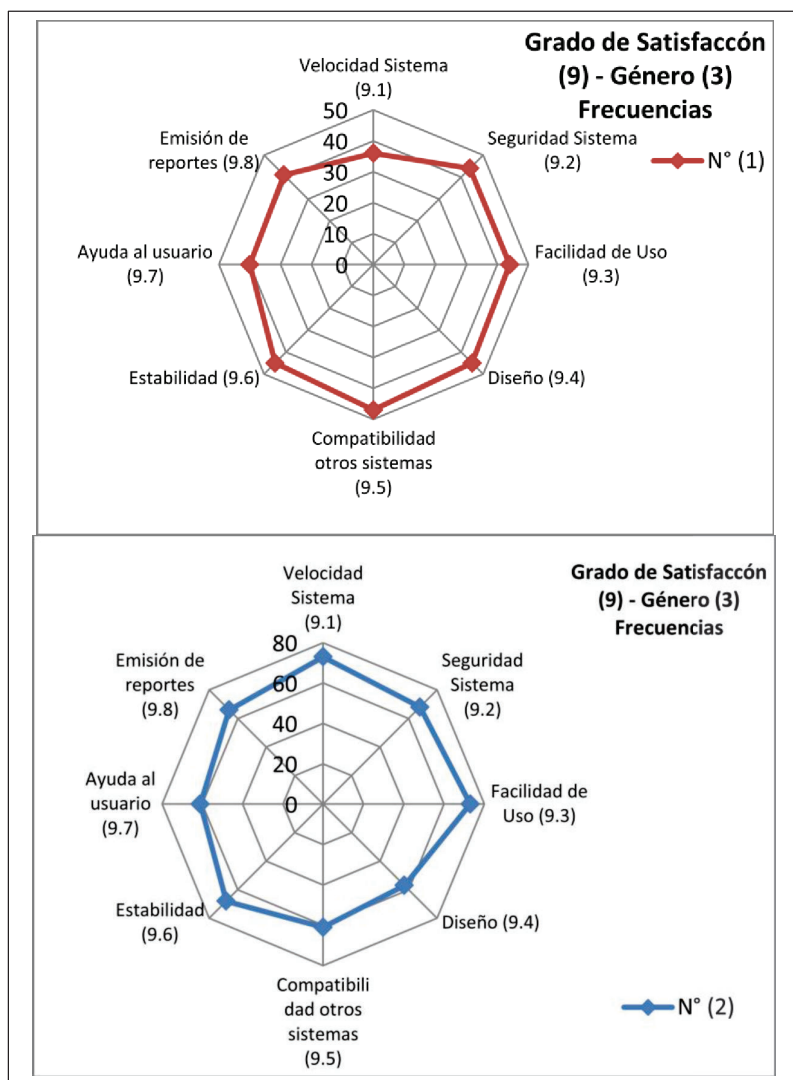 Grado de Satisfaccón
(9) - Género (3)
Frecuencias
Velocidad Sistema
(9.1)
Seguridad Sistema
(9.2)
N° (1)
Facilidad de Uso
(9.3)
Diseño (9.4)
Compatibilidad
otros sistemas
(9.5)
Estabilidad (9.6)
Ayuda al usuario
(9.7)
Emisión de
reportes (9.8)
50
40
30
20
10
0
Grado de Satisfaccón
(9) - Género (3)
Frecuencias
Velocidad
Sistema
(9.1)
Seguridad
Sistema
(9.2)
Facilidad de
Uso (9.3)
Diseño (9.4)
Compatibili
dad otros
sistemas
(9.5)
Estabilidad
(9.6)
Ayuda al
usuario
(9.7)
Emisión de
reportes
(9.8)
80
60
40
20
0
N° (2)